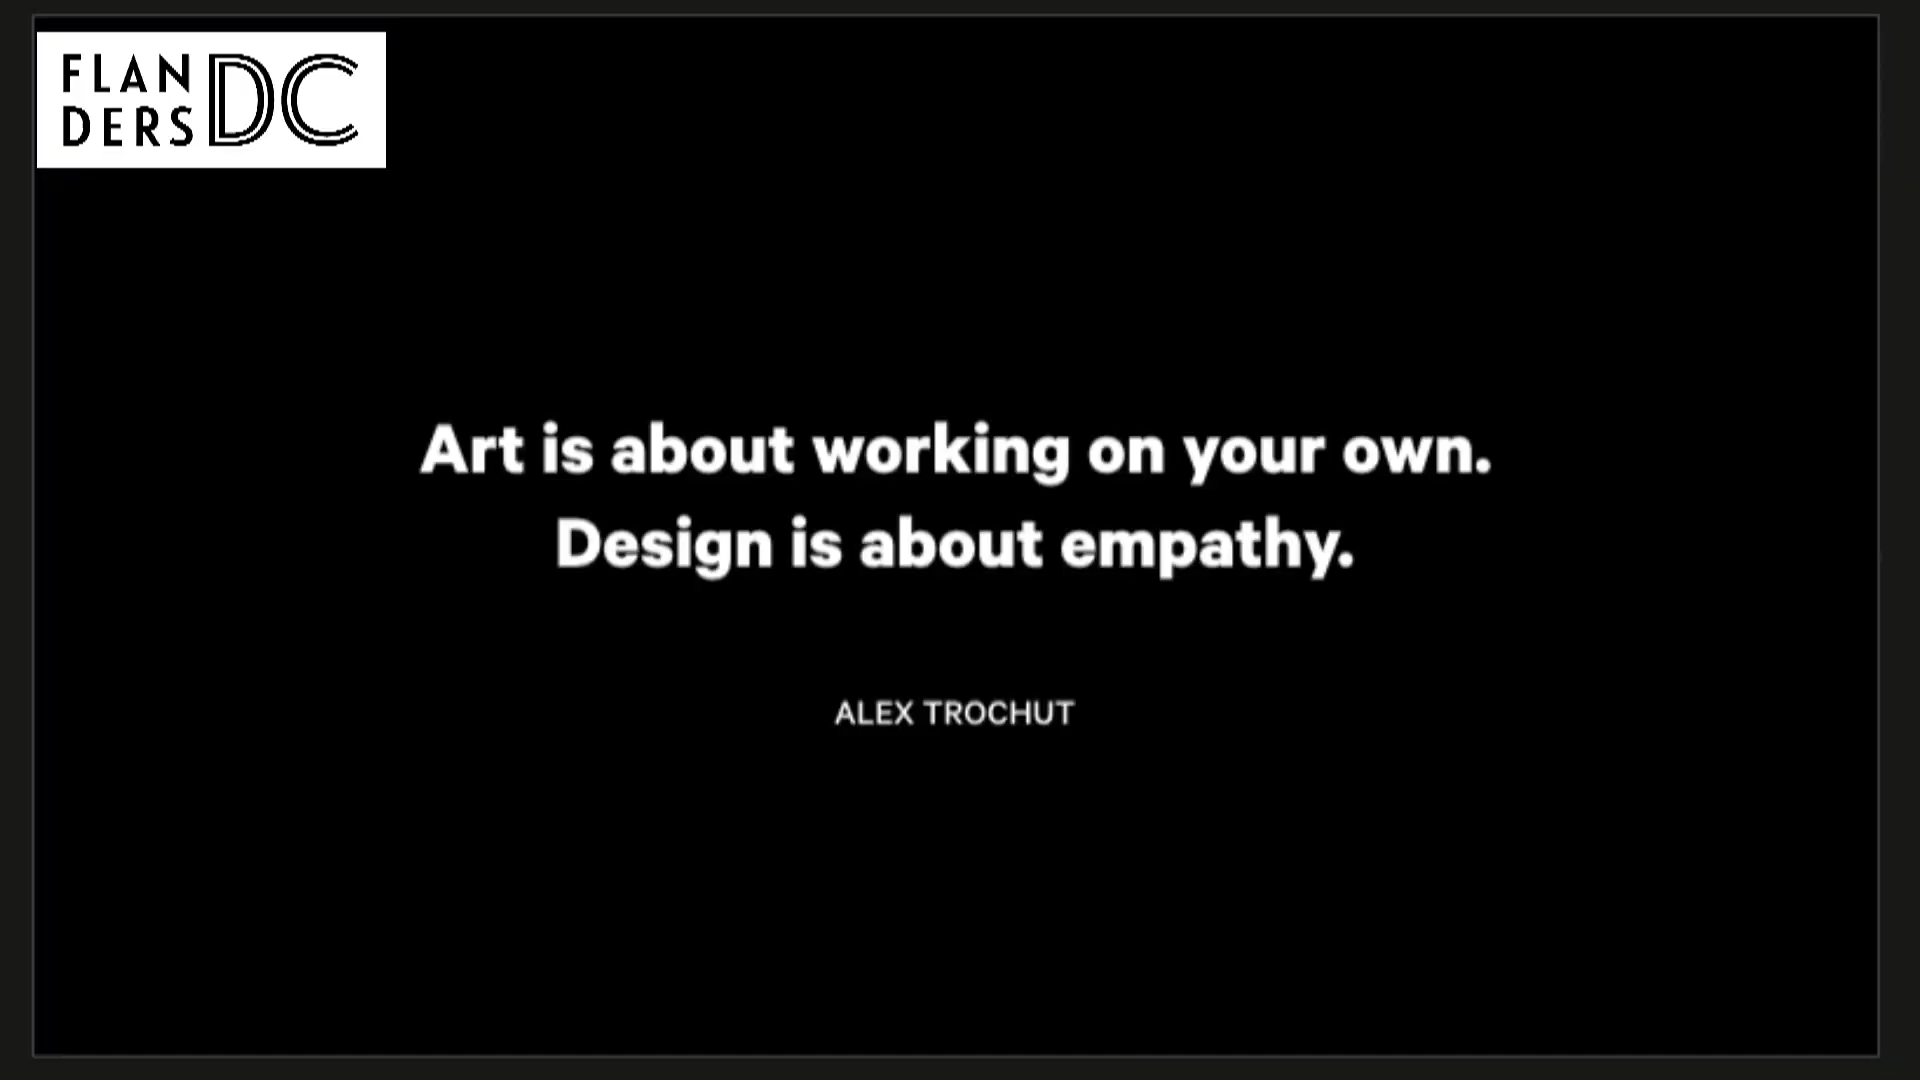 FLAN
DERS DC
Art is about working on your own.
Design is about empathy.
ALEX TROCHUT